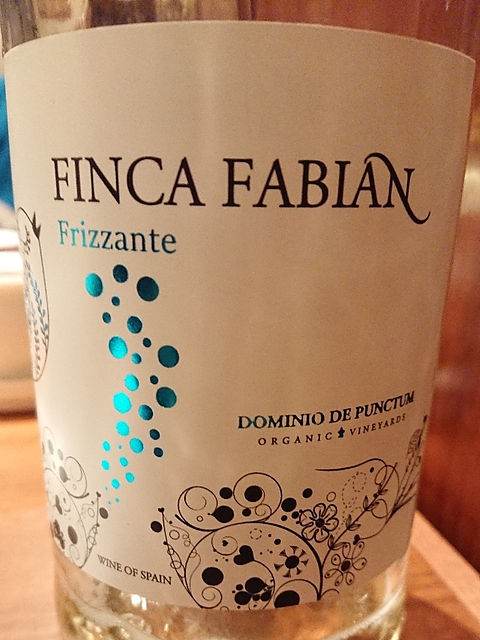 FINCA FABIAN
Frizzante
DOMINIO DE PUNCTUM
ORGANIC VINEYARDS
WINE OF SPAIN